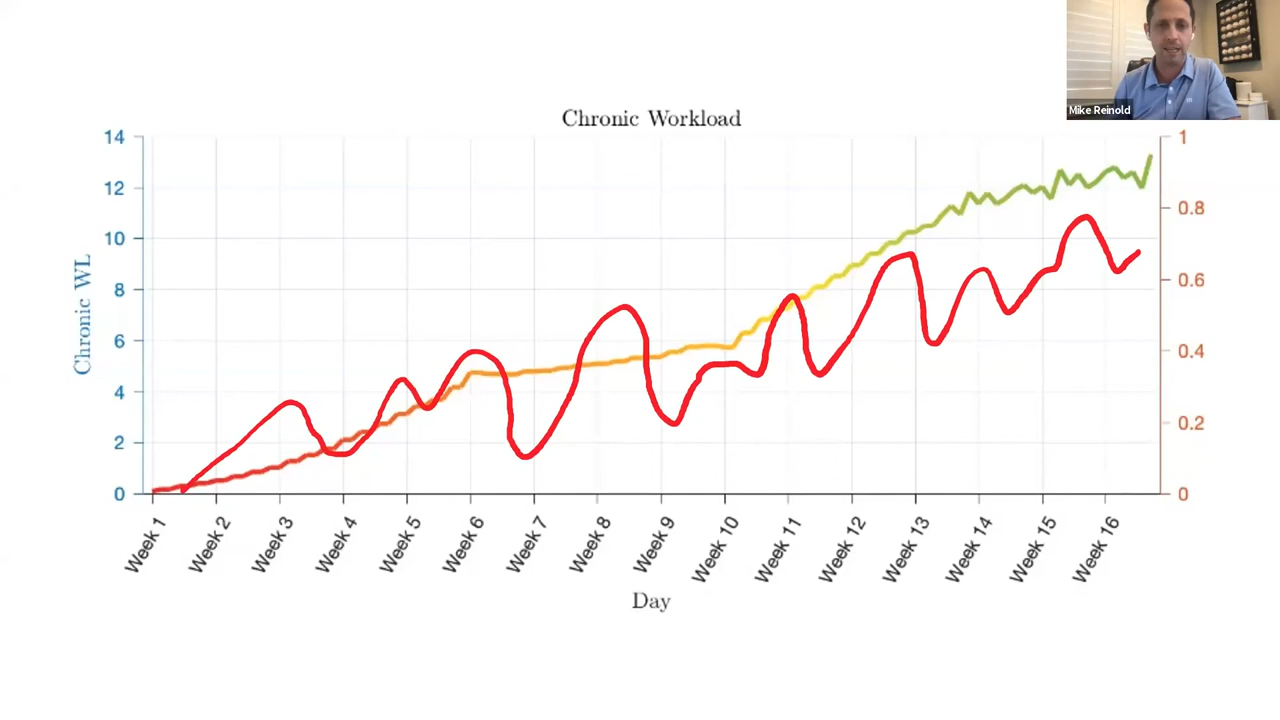 Mike Reinold
Chronic Workload
Chronic WL
14
12
10
8
6
4
2
0
1
0.8
0.6
0.4
0.2
0
Week 1
Week 2
Week 3
Week 4
Week 5
Week 6
Week 7
Week 8
Week 9
Week 10
Week 11
Week 12
Week 13
Week 14
Week 15
Week 16
Day